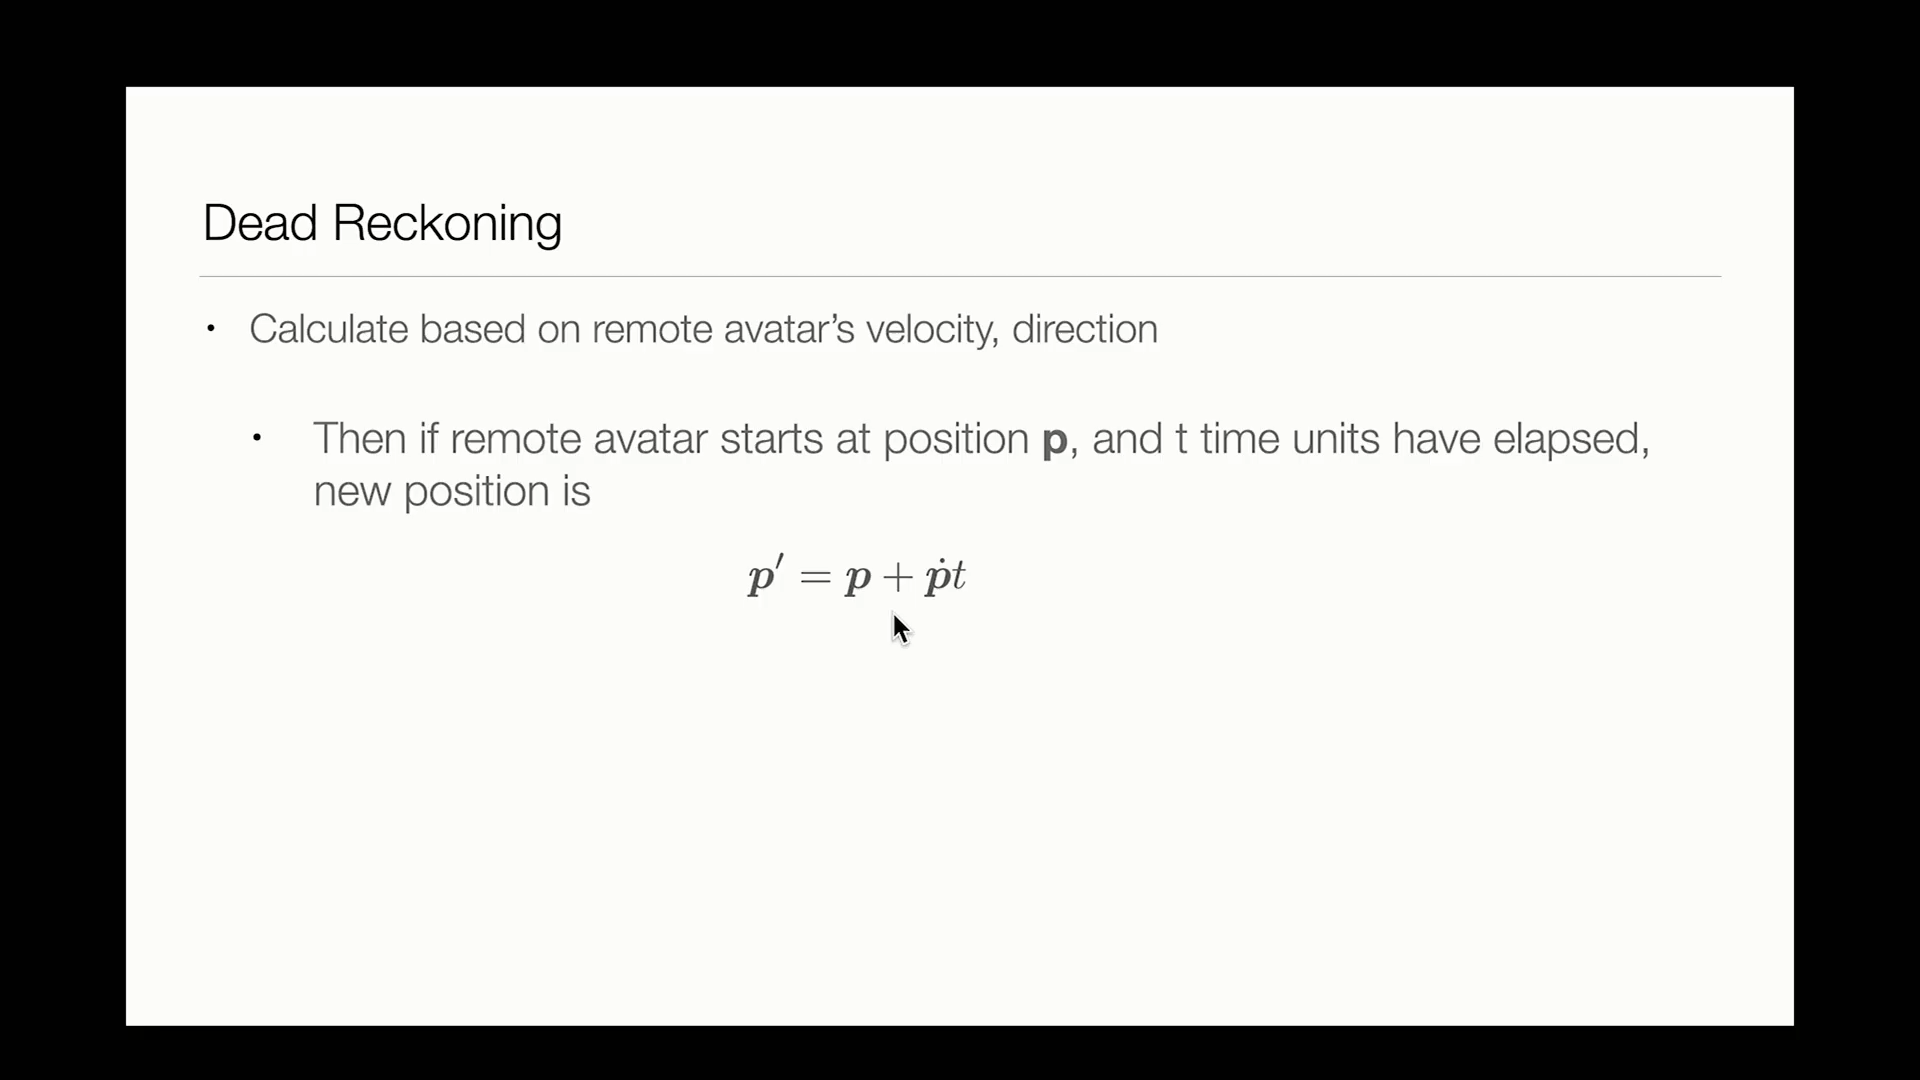 Dead Reckoning
• Calculate based on remote avatar’s velocity, direction
• Then if remote avatar starts at position p, and t time units have elapsed,
new position is
p′ = p + ṗt